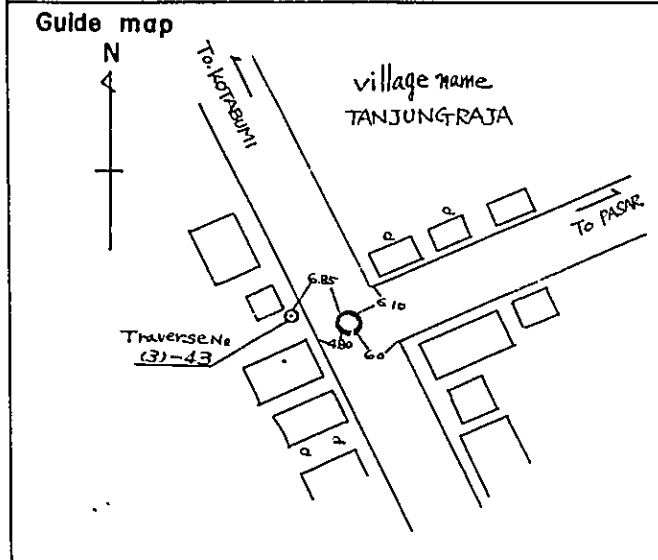 Guide map
N
To. KOTABUMI
village name
TANJUNGRAJA
To PASAR
6.85
6.10
4.80
6.0
Traverse No
(3)-43